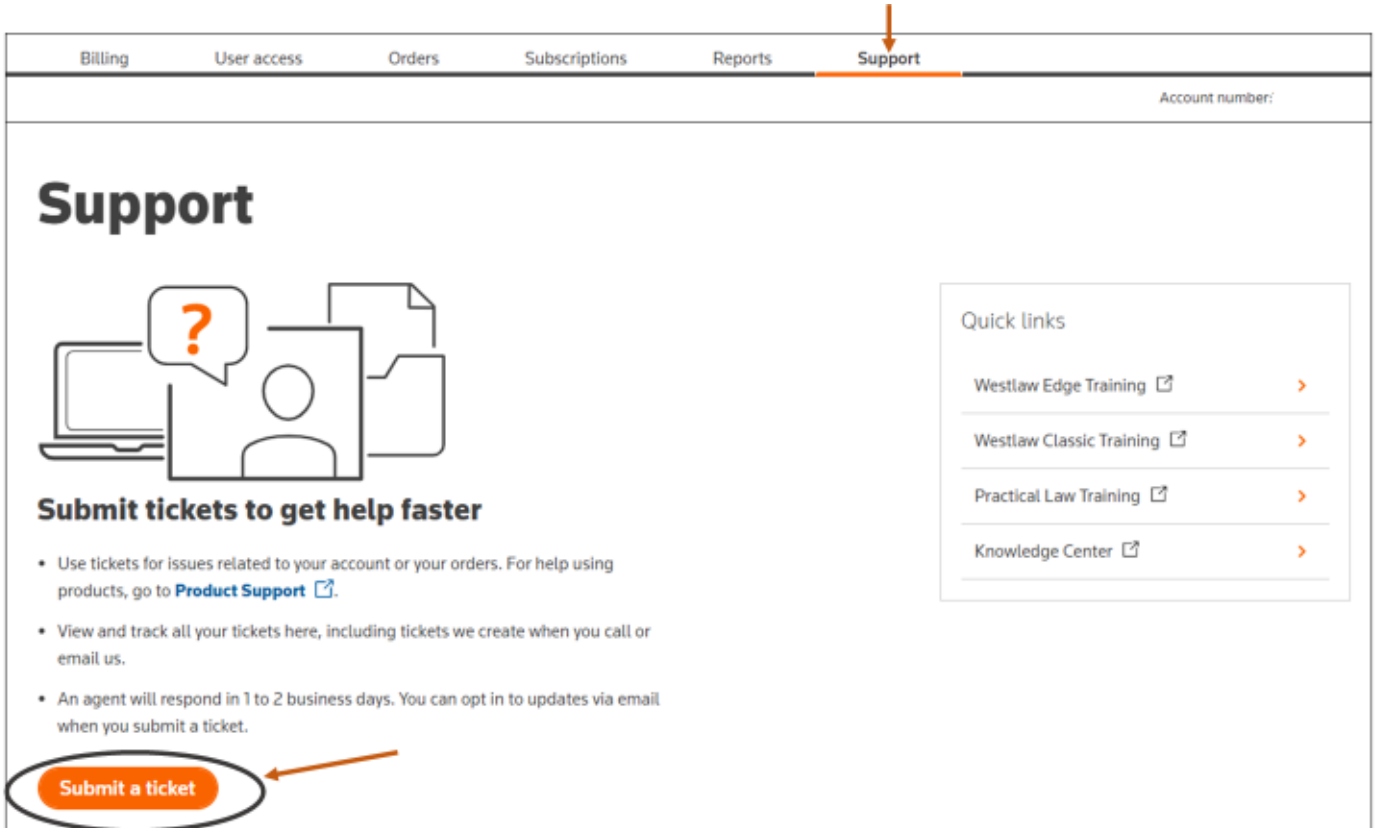 Billing User access Orders Subscriptions Reports Support
Account number:
Support
?
Submit tickets to get help faster
• Use tickets for issues related to your account or your orders. For help using
products, go to Product Support.
• View and track all your tickets here, including tickets we create when you call or
email us.
• An agent will respond in 1 to 2 business days. You can opt in to updates via email
when you submit a ticket.
Submit a ticket
Quick links
Westlaw Edge Training
Westlaw Classic Training
Practical Law Training
Knowledge Center